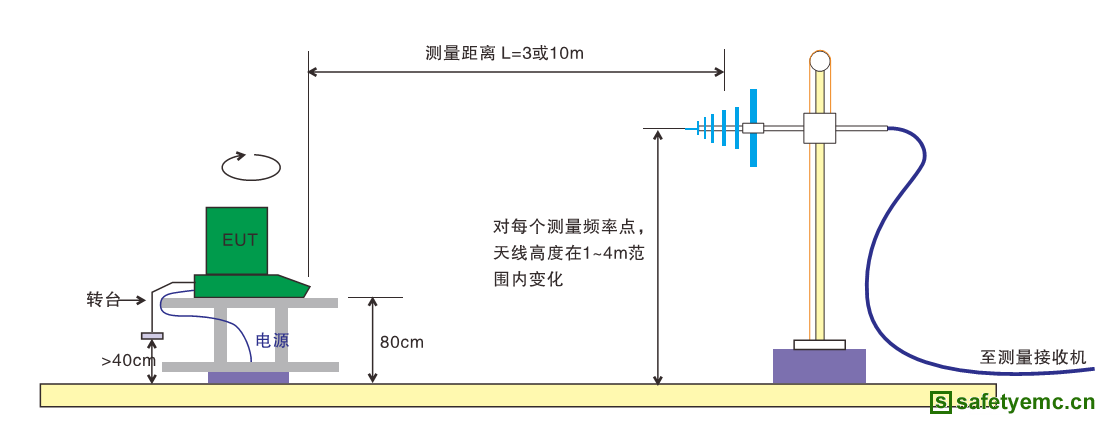 测量距离 L=3或10m
EUT
对每个测量频率点，
天线高度在1~4m范
围内变化
转台
电源
80cm
>40cm
至测量接收机
S safetyemc.cn